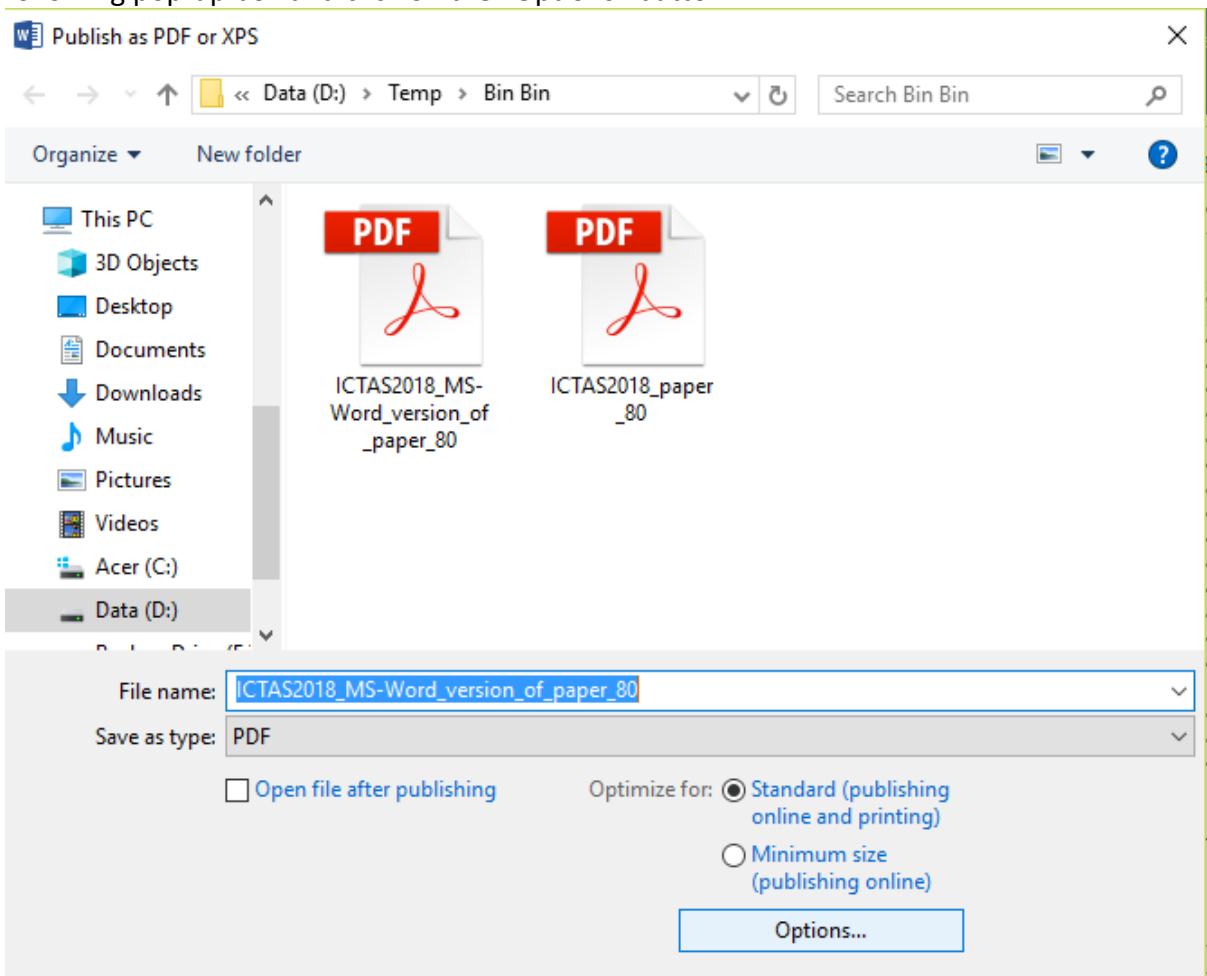 Publish as PDF or XPS
« Data (D:) > Temp > Bin Bin
Search Bin Bin
Organize
New folder
This PC
3D Objects
Desktop
Documents
Downloads
Music
Pictures
Videos
Acer (C:)
Data (D:)
PDF
PDF
ICTAS2018_MS-
Word_version_of
_paper_80
ICTAS2018_paper
_80
File name: ICTAS2018_MS-Word_version_of_paper_80
Save as type: PDF
Open file after publishing
Optimize for: Standard (publishing
online and printing)
Minimum size
(publishing online)
Options...